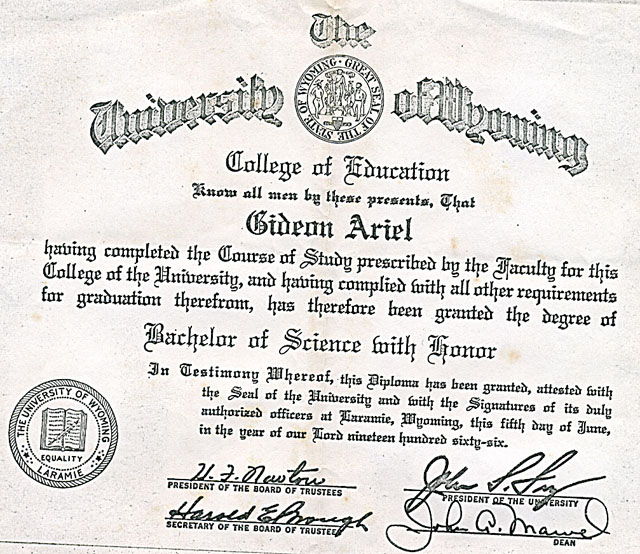 The
University of Wyoming
GREAT SEAL OF THE STATE OF WYOMING
College of Education
Know all men by these presents, That
Gideon Ariel
having completed the Course of Study prescribed by the Faculty for this
College of the University, and having complied with all other requirements
for graduation therefrom, has therefore been granted the degree of
Bachelor of Science with Honor
In Testimony Whereof, this Diploma has been granted, attested with
the Seal of the University and with the Signatures of its duly
authorized officers at Laramie, Wyoming, this fifth day of June,
in the year of our Lord nineteen hundred sixty-six.
THE UNIVERSITY OF WYOMING
EQUALITY
LARAMIE
H. F. Newton
PRESIDENT OF THE BOARD OF TRUSTEES
Harold E. Brough
SECRETARY OF THE BOARD OF TRUSTEES
John
PRESIDENT OF THE UNIVERSITY
John
DEAN